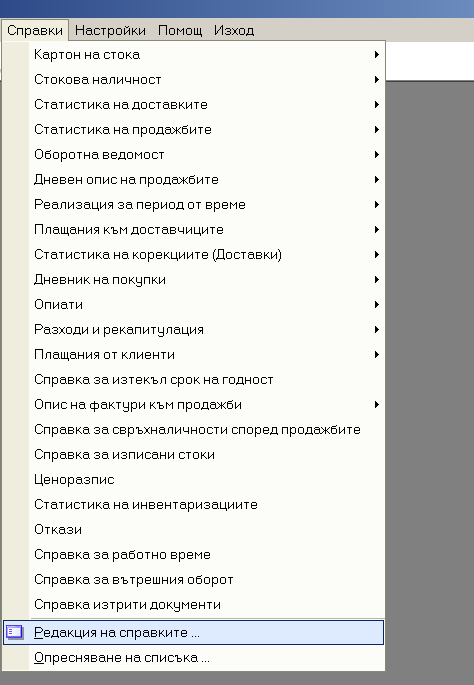 Справки Настройки Помощ Изход
Картон на стока
Стокова наличност
Статистика на доставките
Статистика на продажбите
Оборотна ведомост
Дневен опис на продажбите
Реализация за период от време
Плащания към доставчиците
Статистика на корекциите (Доставки)
Дневник на покупки
Опиати
Разходи и рекапитулация
Плащания от клиенти
Справка за изтекъл срок на годност
Опис на фактури към продажби
Справка за свръхналичности според продажбите
Справка за изписани стоки
Ценоразпис
Статистика на инвентаризациите
Откази
Справка за работно време
Справка за вътрешния оборот
Справка изтрити документи
Редакция на справките ...
Опресняване на списъка ...